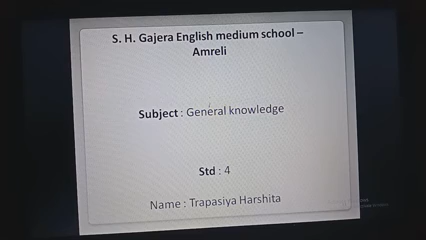 S. H. Gajera English medium school –
Amreli
Subject : General knowledge
Std : 4
Name : Trapasiya Harshita